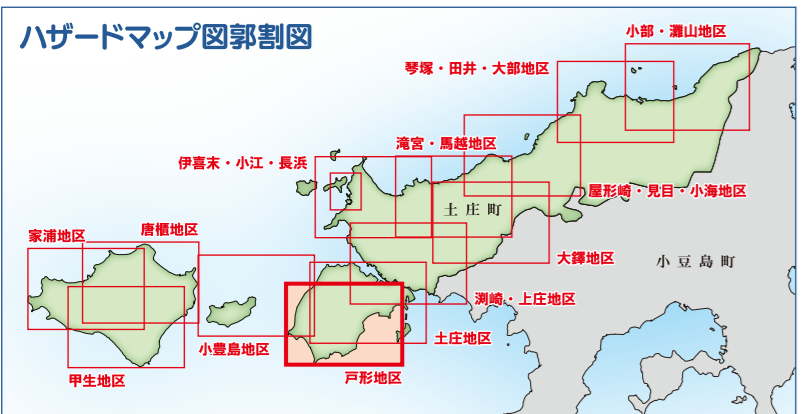 ハザードマップ図郭割図
小部・灘山地区
琴塚・田井・大部地区
滝宮・馬越地区
伊喜末・小江・長浜
屋形崎・見目・小海地区
土庄町
唐櫃地区
家浦地区
大鐸地区
小豆島町
渕崎・上庄地区
土庄地区
小豊島地区
甲生地区
戸形地区